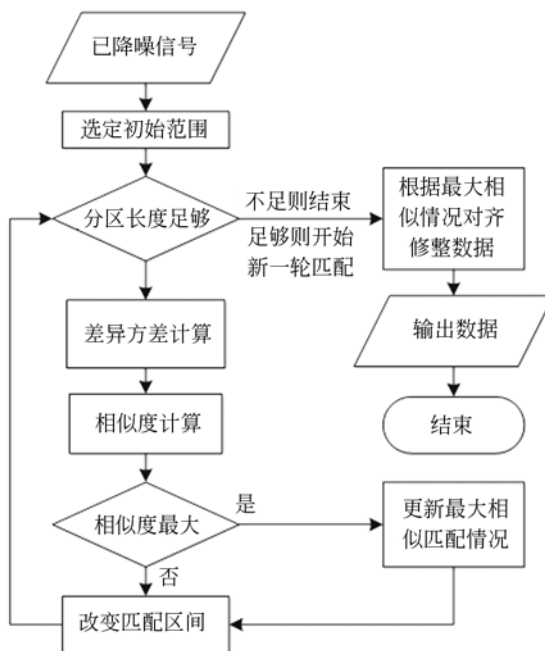 已降噪信号
选定初始范围
分区长度足够
不足则结束
足够则开始
新一轮匹配
根据最大相
似情况对齐
修整数据
差异方差计算
输出数据
相似度计算
结束
相似度最大
是
更新最大相
似匹配情况
否
改变匹配区间